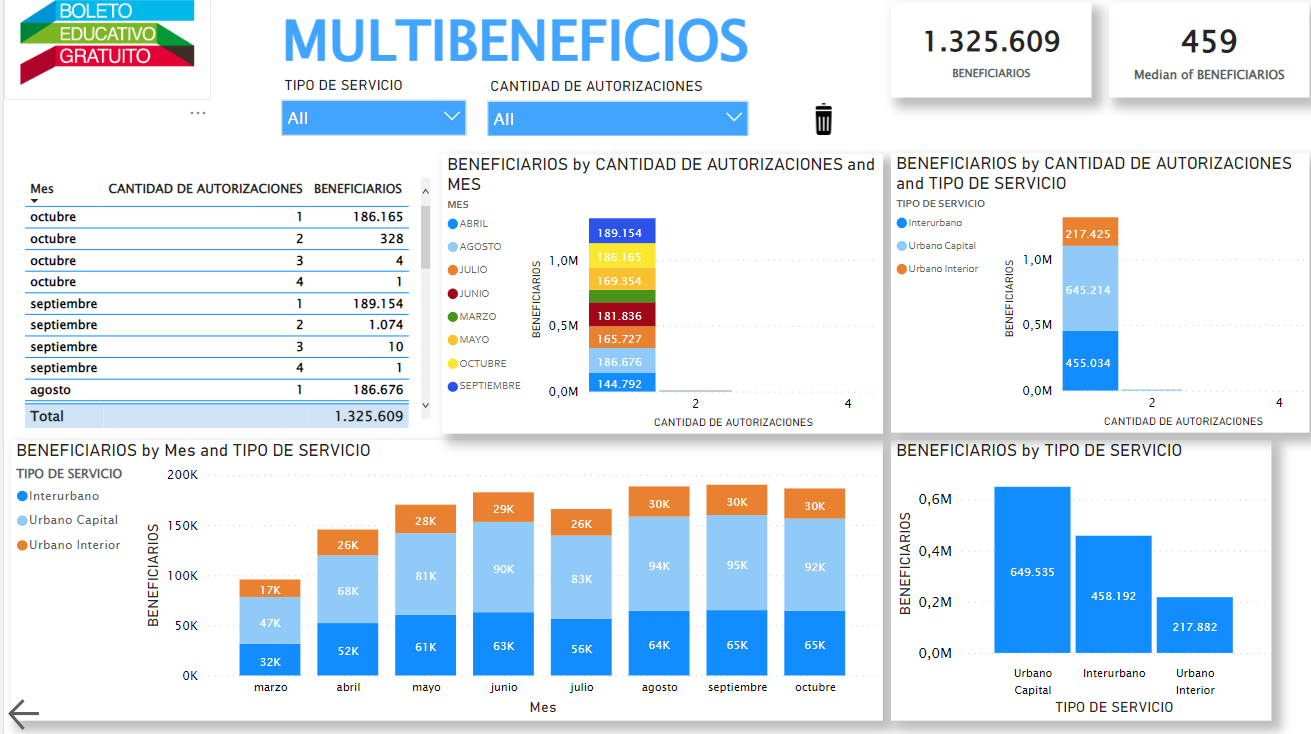 BOLETO
EDUCATIVO
GRATUITO
...
MULTIBENEFICIOS
TIPO DE SERVICIO
All
CANTIDAD DE AUTORIZACIONES
All
1.325.609
BENEFICIARIOS
459
Median of BENEFICIARIOS
Mes CANTIDAD DE AUTORIZACIONES BENEFICIARIOS
octubre 1 186.165
octubre 2 328
octubre 3 4
octubre 4 1
septiembre 1 189.154
septiembre 2 1.074
septiembre 3 10
septiembre 4 1
agosto 1 186.676
Total 1.325.609
BENEFICIARIOS by CANTIDAD DE AUTORIZACIONES and
MES
MES
ABRIL
AGOSTO
JULIO
JUNIO
MARZO
MAYO
OCTUBRE
SEPTIEMBRE
BENEFICIARIOS
1,0M
0,5M
0,0M
189.154
186.165
169.354
181.836
165.727
186.676
144.792
2 4
CANTIDAD DE AUTORIZACIONES
BENEFICIARIOS by CANTIDAD DE AUTORIZACIONES
and TIPO DE SERVICIO
TIPO DE SERVICIO
Interurbano
Urbano Capital
Urbano Interior
BENEFICIARIOS
1,0M
0,5M
0,0M
217.425
645.214
455.034
2 4
CANTIDAD DE AUTORIZACIONES
BENEFICIARIOS by Mes and TIPO DE SERVICIO
TIPO DE SERVICIO
Interurbano
Urbano Capital
Urbano Interior
BENEFICIARIOS
200K
150K
100K
50K
0K
17K 26K 28K 29K 26K 30K 30K 30K
47K 68K 81K 90K 83K 94K 95K 92K
32K 52K 61K 63K 56K 64K 65K 65K
marzo abril mayo junio julio agosto septiembre octubre
Mes
BENEFICIARIOS by TIPO DE SERVICIO
BENEFICIARIOS
0,6M
0,4M
0,2M
0,0M
649.535
458.192
217.882
Urbano Interurbano Urbano
Capital Interior
TIPO DE SERVICIO